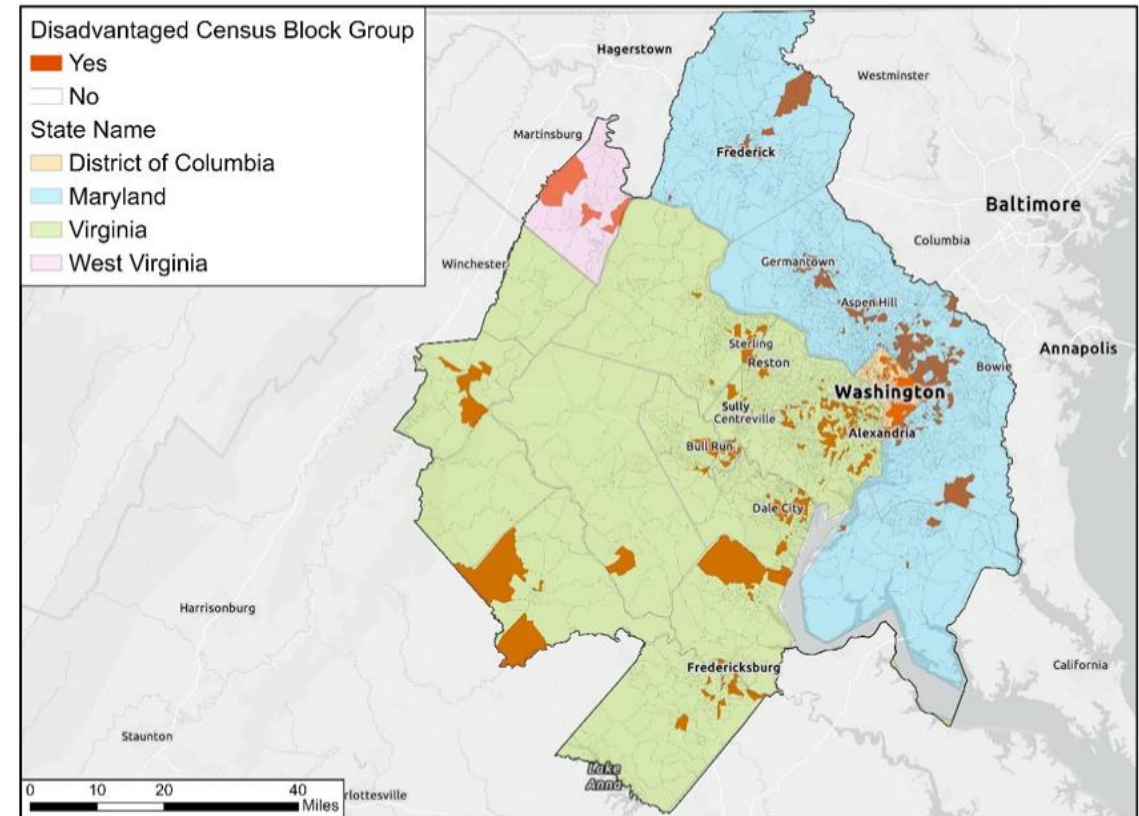 Disadvantaged Census Block Group
Yes
No
State Name
District of Columbia
Maryland
Virginia
West Virginia
Hagerstown
Westminster
Martinsburg
Frederick
Baltimore
Columbia
Winchester
Germantown
Aspen Hill
Annapolis
Sterling
Reston
Bowie
Washington
Sully
Centreville
Alexandria
Bull Run
Dale City
Harrisonburg
Fredericksburg
California
Staunton
Lake
Anna
rlottesville
0 10 20 40
Miles